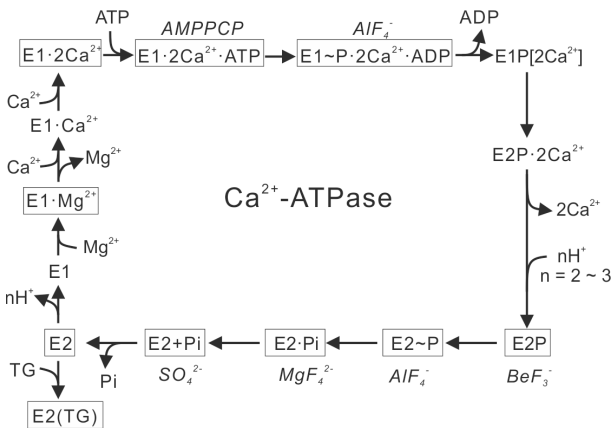 ATP
AMPPCP
AlF₄⁻
ADP
E1·2Ca²⁺
E1·2Ca²⁺·ATP
E1~P·2Ca²⁺·ADP
E1P[2Ca²⁺]
Ca²⁺
E1·Ca²⁺
Ca²⁺
Mg²⁺
E2P·2Ca²⁺
E1·Mg²⁺
Ca²⁺-ATPase
2Ca²⁺
Mg²⁺
nH⁺
E1
n = 2 ~ 3
nH⁺
E2
E2+Pi
E2·Pi
E2~P
E2P
TG
Pi
SO₄²⁻
MgF₄²⁻
AlF₄⁻
BeF₃⁻
E2(TG)